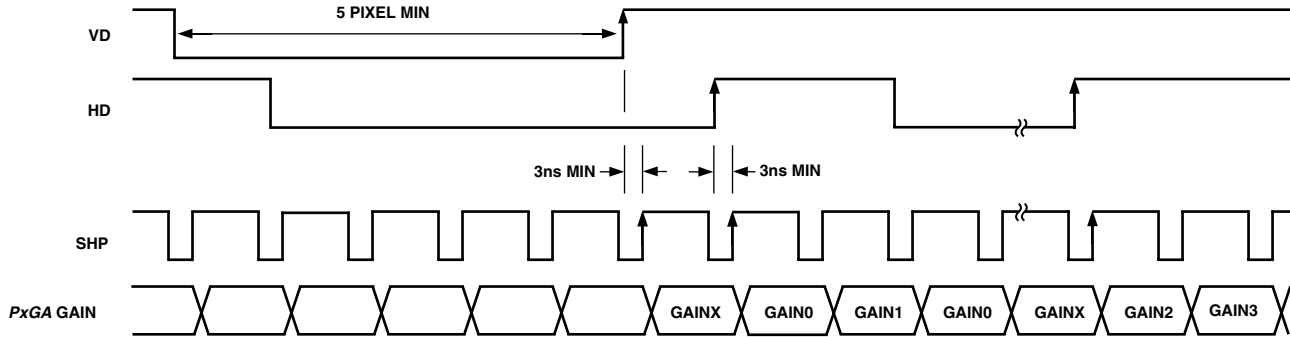 5 PIXEL MIN
VD
HD
3ns MIN
3ns MIN
SHP
PxGA GAIN
GAINX
GAIN0
GAIN1
GAIN0
GAINX
GAIN2
GAIN3